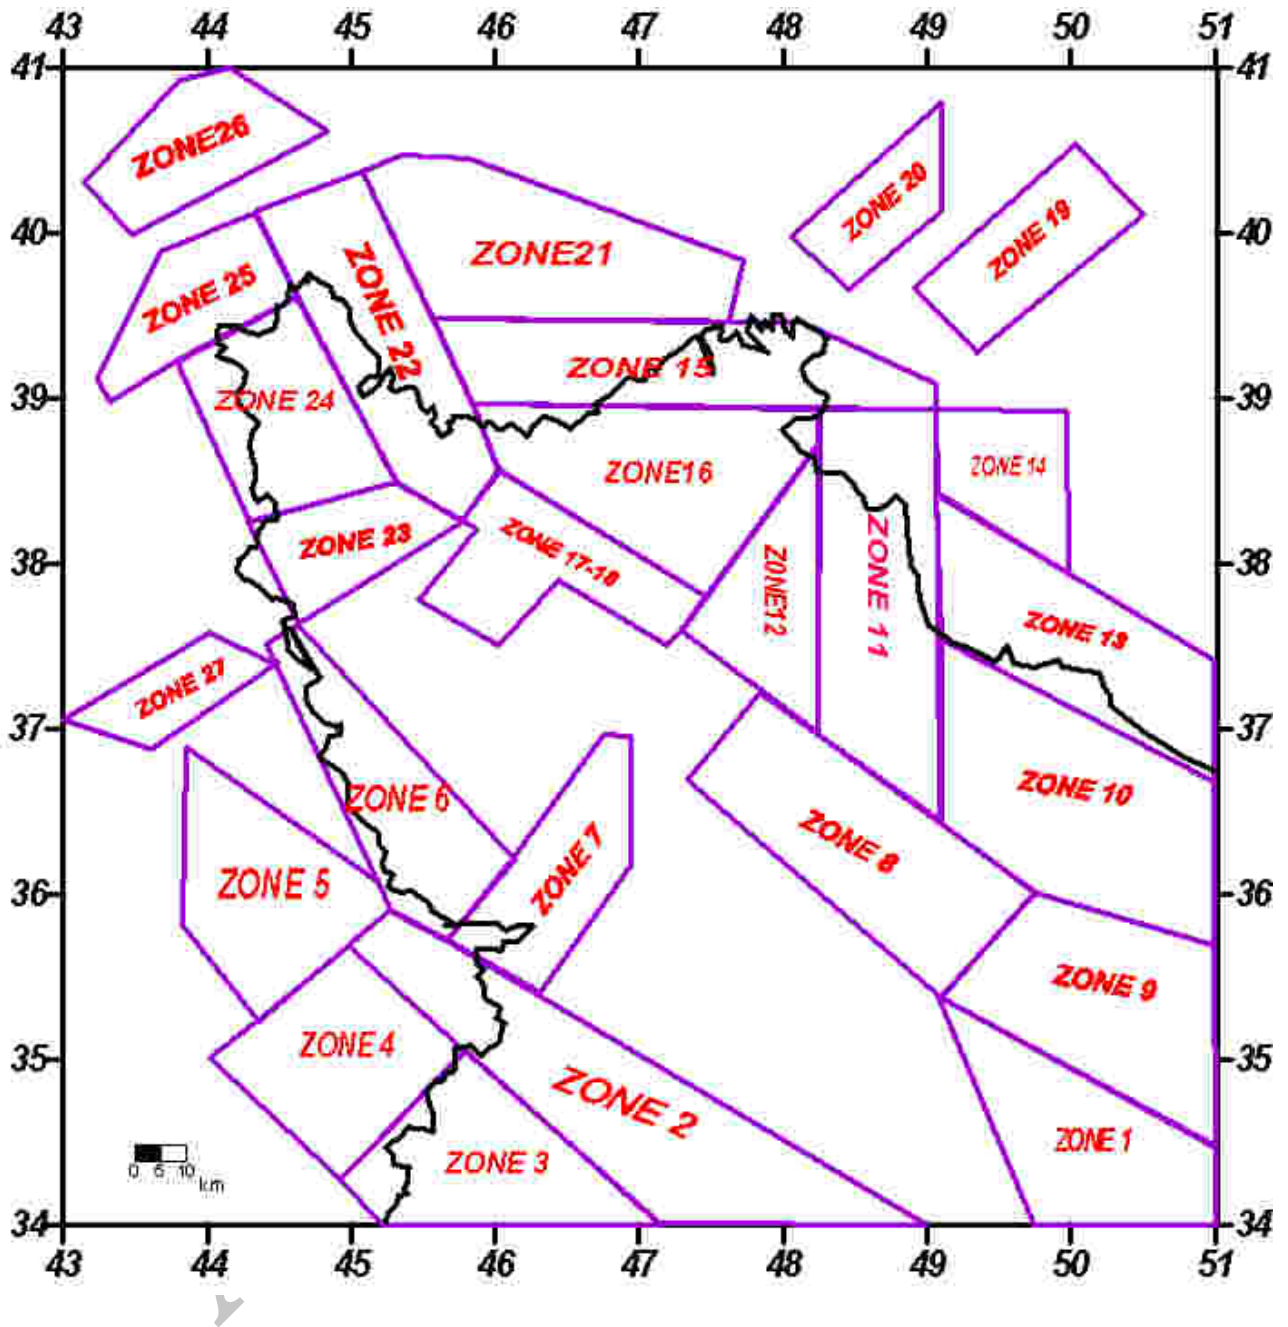 43 44 45 46 47 48 49 50 51
41 41
ZONE26
ZONE 20
ZONE 19
40 40
ZONE21
ZONE 25
ZONE 22
ZONE 15
39 39
ZONE 24
ZONE16
ZONE 14
ZONE 23
ZONE 17-18
38 38
ZONE12
ZONE 11
ZONE 13
ZONE 27
37 37
ZONE 6
ZONE 10
ZONE 8
ZONE 5
ZONE 7
36 36
ZONE 9
ZONE 4
35 35
ZONE 2
ZONE 1
ZONE 3
0 5 10
km
34 34
43 44 45 46 47 48 49 50 51